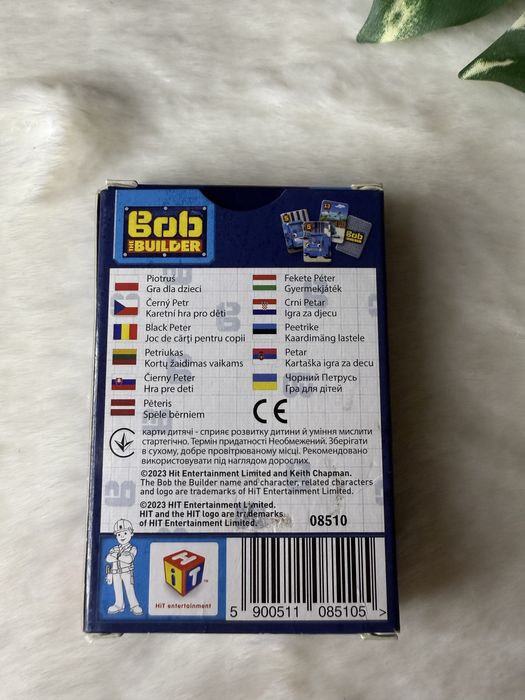 Bob
THE BUILDER
Piotruś
Gra dla dzieci
Černý Petr
Karetní hra pro děti
Black Peter
Joc de cărţi pentru copii
Petriukas
Kortų žaidimas vaikams
Čierny Peter
Hra pre deti
Pēteris
Spēle bērniem
Fekete Péter
Gyermekjáték
Crni Petar
Igra za djecu
Peetrike
Kaardimäng lastele
Petar
Kartaška igra za decu
Чорний Петрусь
Гра для дітей
CE
карти дитячі - сприяє розвитку дитини й уміння мислити
стартегічно. Термін придатності Необмежений. Зберігати
в сухому, добре провітрюваному місці. Рекомендовано
використовувати під наглядом дорослих.
©2023 Hit Entertainment Limited and Keith Chapman.
The Bob the Builder name and character, related characters
and logo are trademarks of HiT Entertainment Limited.
©2023 HIT Entertainment Limited.
HIT and the HIT logo are trademarks
of HIT Entertainment Limited.
08510
HiT
™
HiT entertainment
5 900511 085105 >